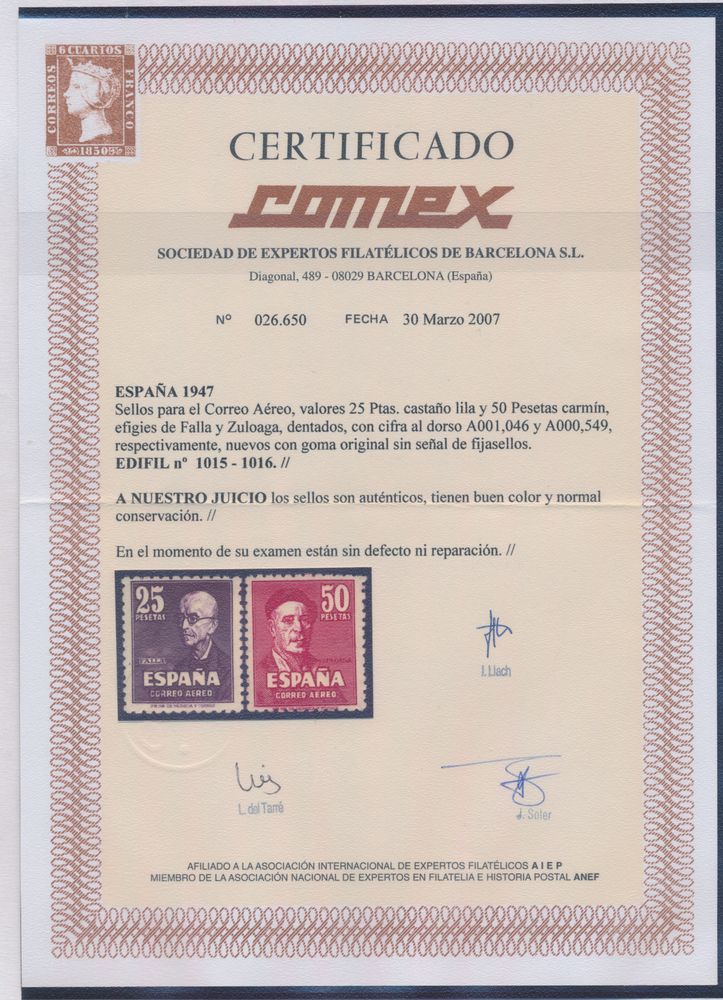 6 CUARTOS
CORREOS
FRANCO
1850
CERTIFICADO
comex
SOCIEDAD DE EXPERTOS FILATÉLICOS DE BARCELONA S.L.
Diagonal, 489 - 08029 BARCELONA (España)
Nº 026.650 FECHA 30 Marzo 2007
ESPAÑA 1947
Sellos para el Correo Aéreo, valores 25 Ptas. castaño lila y 50 Pesetas carmín,
efigies de Falla y Zuloaga, dentados, con cifra al dorso A001,046 y A000,549,
respectivamente, nuevos con goma original sin señal de fijasellos.
EDIFIL nº 1015 - 1016. //
A NUESTRO JUICIO los sellos son auténticos, tienen buen color y normal
conservación. //
En el momento de su examen están sin defecto ni reparación. //
25
PESETAS
FALLA
ESPAÑA
CORREO AEREO
50
PESETAS
ESPAÑA
CORREO AEREO
I. Llach
L. del Tarré
J. Soler
AFILIADO A LA ASOCIACIÓN INTERNACIONAL DE EXPERTOS FILATÉLICOS A I E P
MIEMBRO DE LA ASOCIACIÓN NACIONAL DE EXPERTOS EN FILATELIA E HISTORIA POSTAL ANEF